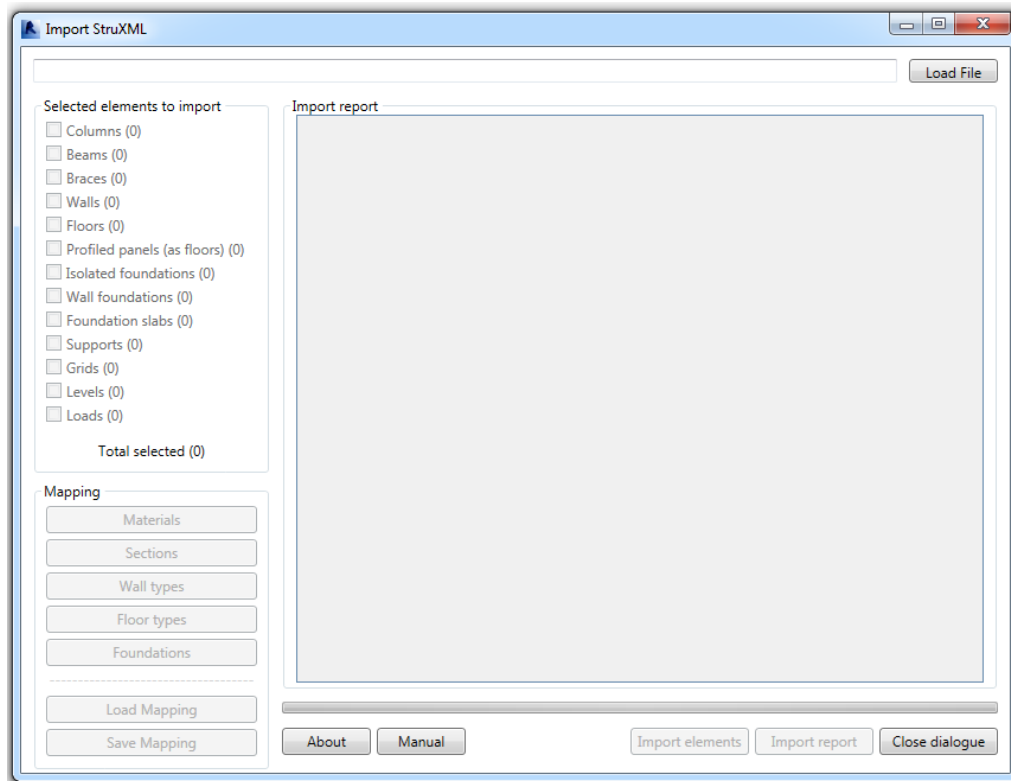 Import StruXML
Load File
Selected elements to import
Columns (0)
Beams (0)
Braces (0)
Walls (0)
Floors (0)
Profiled panels (as floors) (0)
Isolated foundations (0)
Wall foundations (0)
Foundation slabs (0)
Supports (0)
Grids (0)
Levels (0)
Loads (0)
Total selected (0)
Mapping
Materials
Sections
Wall types
Floor types
Foundations
Load Mapping
Save Mapping
Import report
About Manual Import elements Import report Close dialogue